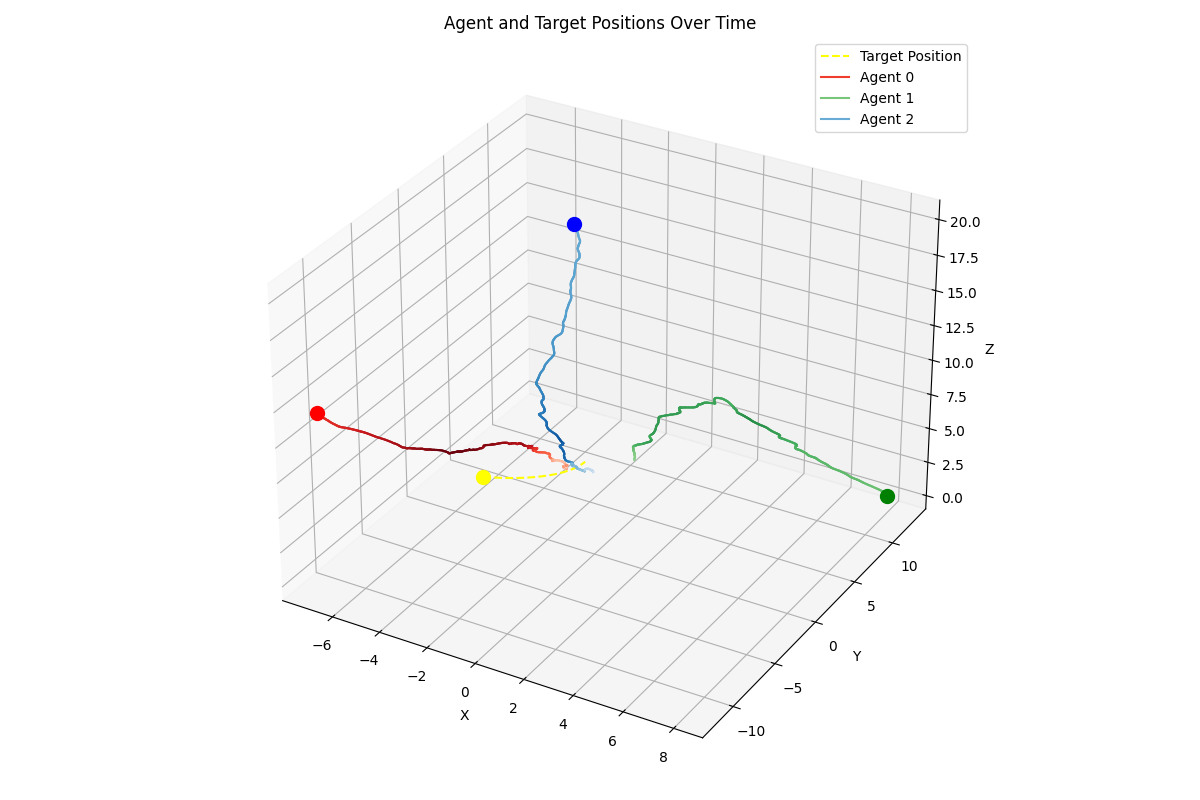 Agent and Target Positions Over Time
Target Position
Agent 0
Agent 1
Agent 2
20.0
17.5
15.0
12.5
10.0
7.5
5.0
2.5
0.0
Z
10
5
0
−5
−10
Y
−6
−4
−2
0
2
4
6
8
X